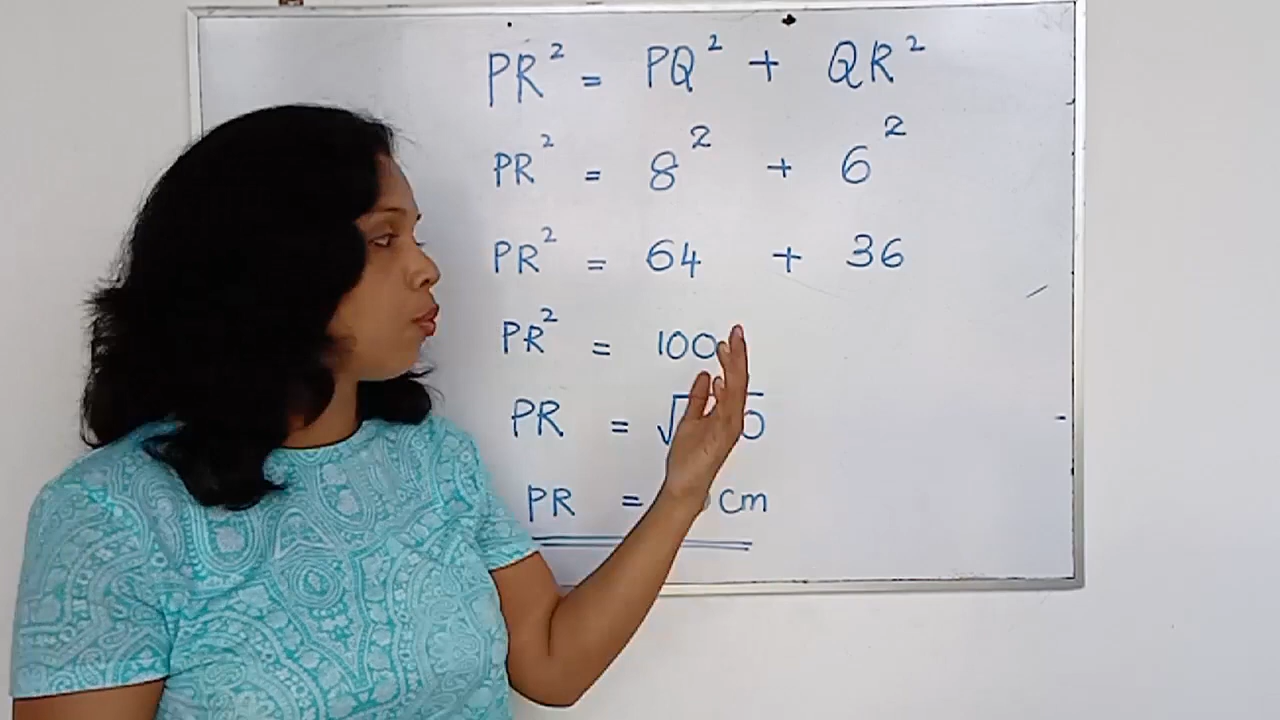 PR² = PQ² + QR²
PR² = 8² + 6²
PR² = 64 + 36
PR² = 100
PR = √
PR = cm